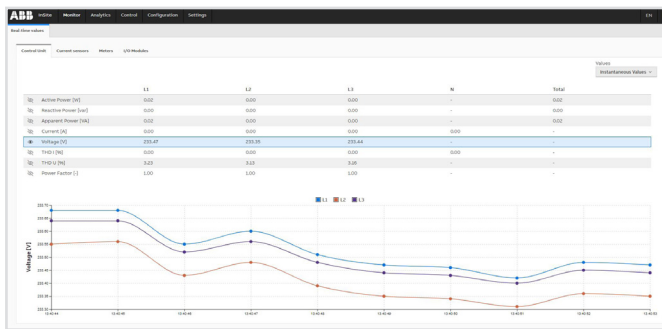 ABB InSite Monitor Analytics Control Configuration Settings EN
Real-time values
Control Unit Current sensors Meters I/O Modules
Values
Instantaneous Values
L1 L2 L3 N Total
Active Power [W] 0.02 0.00 0.00 - 0.02
Reactive Power [var] 0.00 0.00 0.00 - 0.00
Apparent Power [VA] 0.02 0.00 0.00 - 0.02
Current [A] 0.00 0.00 0.00 0.00 -
Voltage [V] 233.47 233.35 233.44 - -
THD I [%] 0.00 0.00 0.00 0.00 -
THD U [%] 3.23 3.13 3.16 - -
Power Factor [-] 1.00 1.00 1.00 - -
L1 L2 L3
Voltage [V]